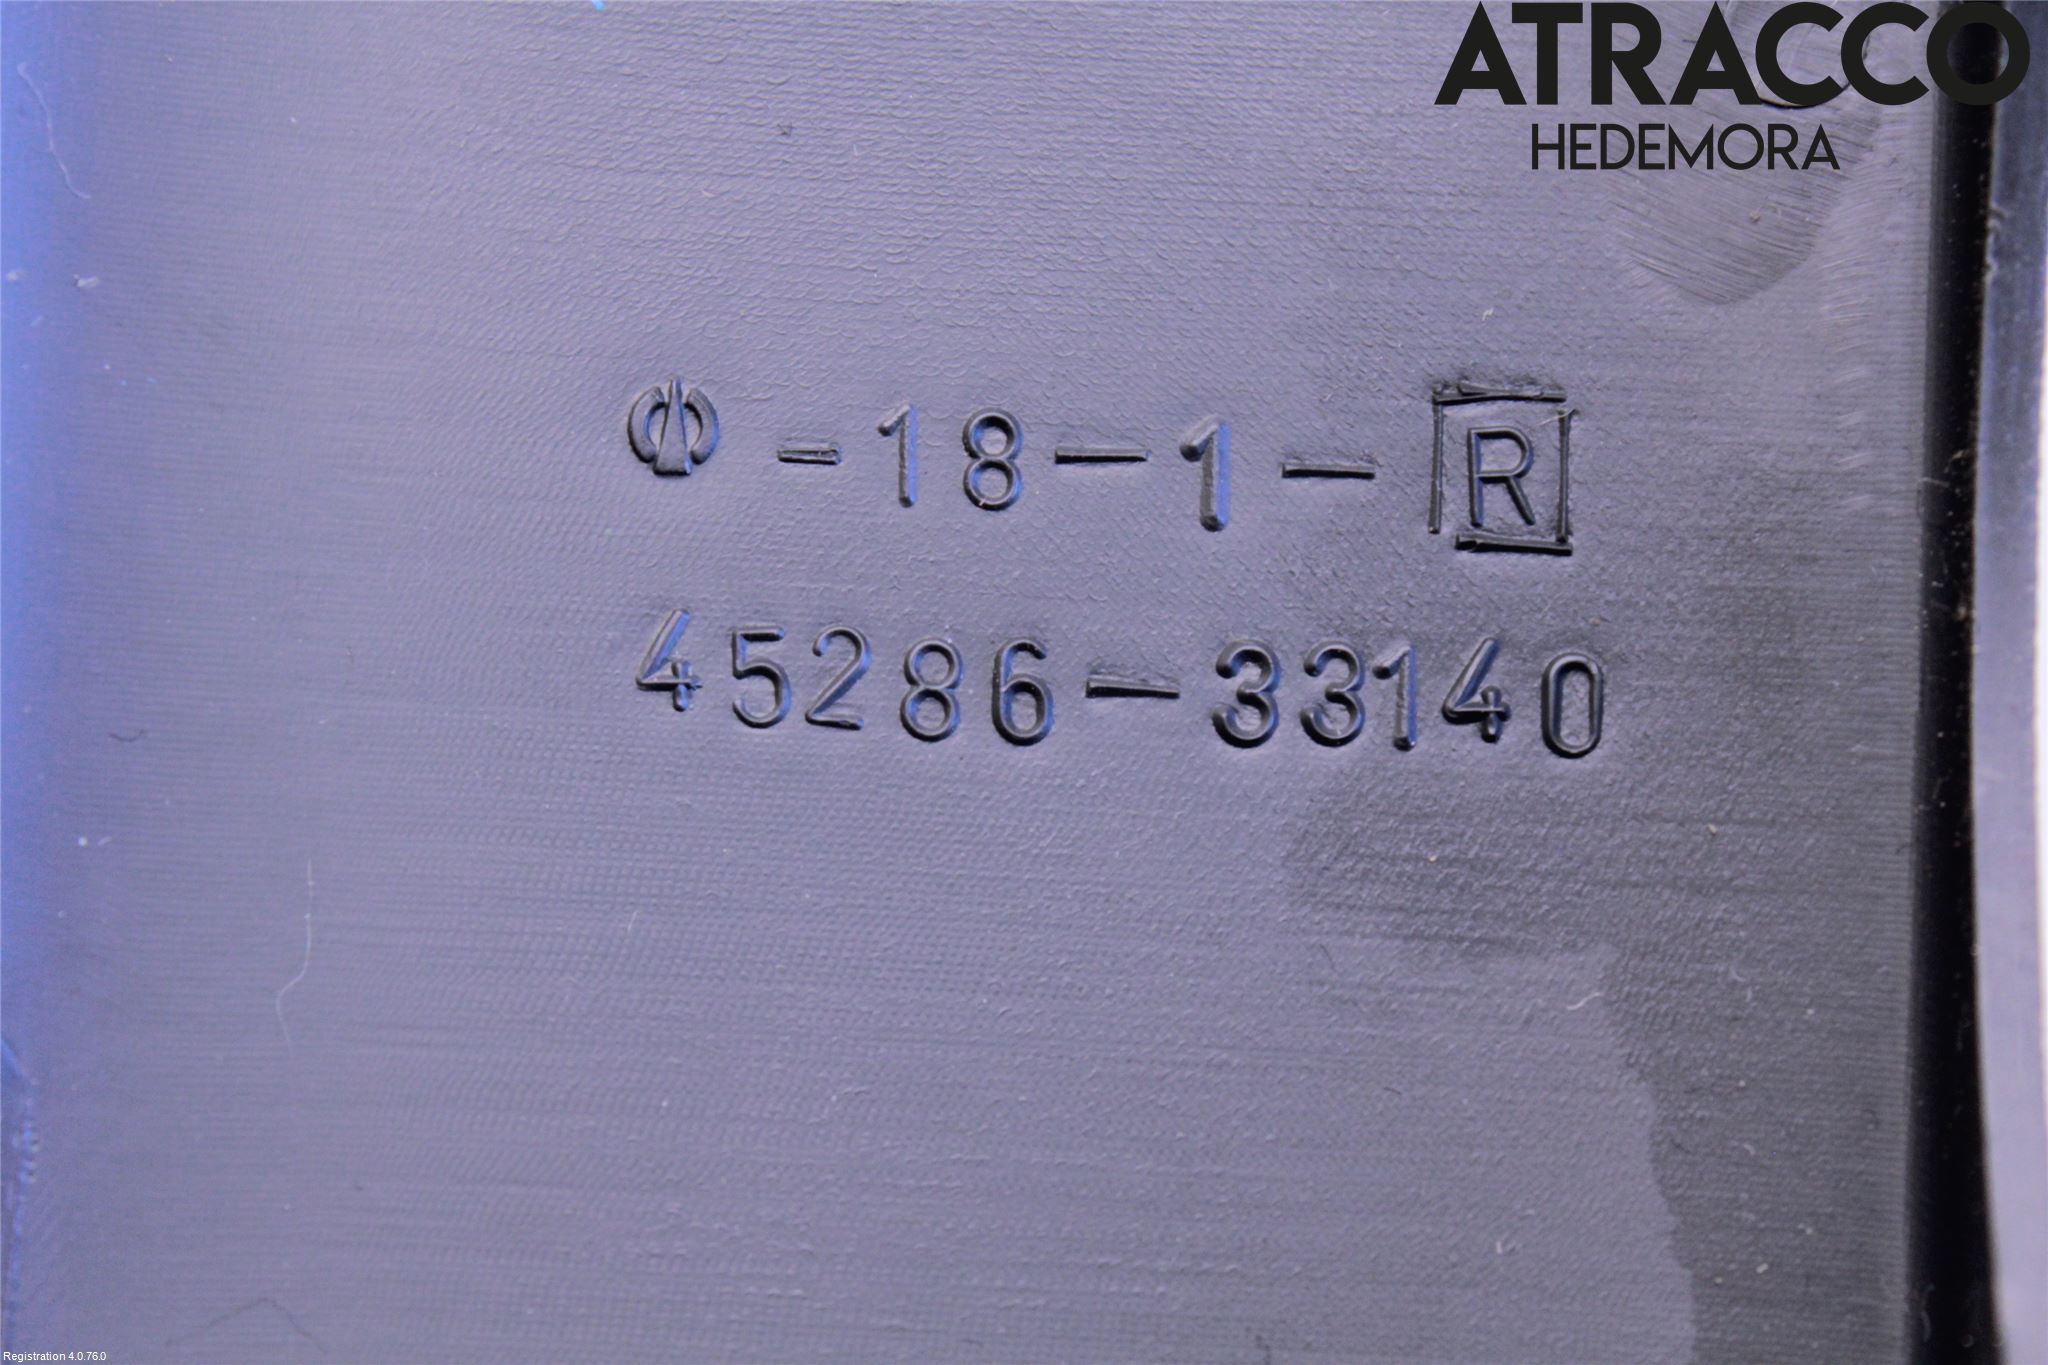 ATRACCO
HEDEMORA
-18-1-R
45286-33140
Registration 4.0.76.0